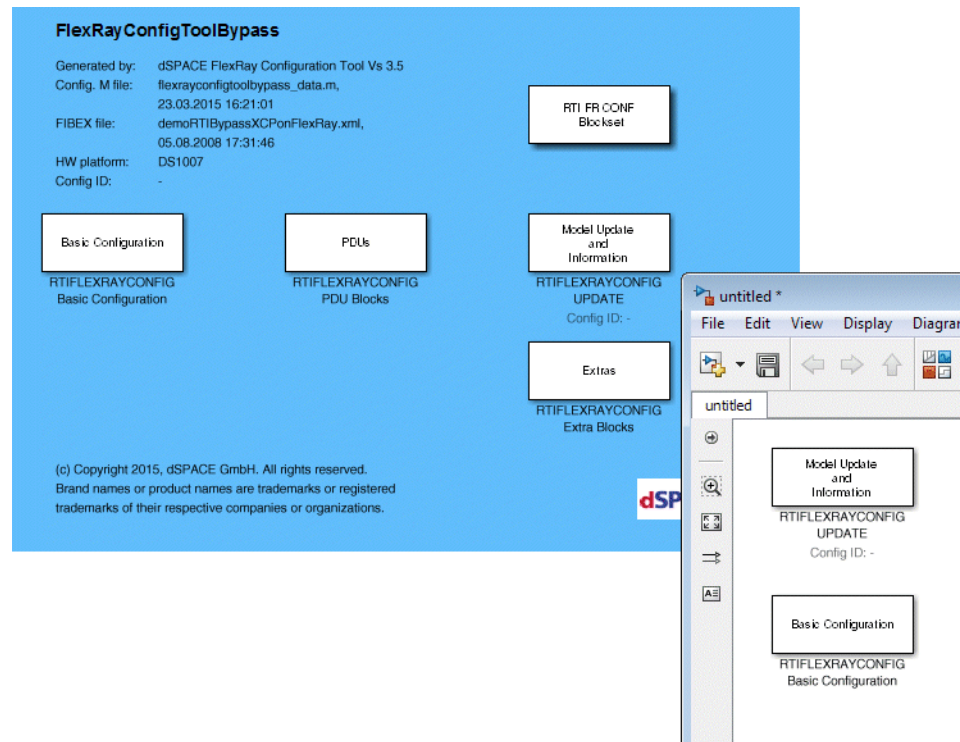 FlexRayConfigToolBypass
Generated by: dSPACE FlexRay Configuration Tool Vs 3.5
Config. M file: flexrayconfigtoolbypass_data.m,
23.03.2015 16:21:01
FIBEX file: demoRTIBypassXCPonFlexRay.xml,
05.08.2008 17:31:46
HW platform: DS1007
Config ID: -
RTI FR CONF
Blockset
Basic Configuration
RTIFLEXRAYCONFIG
Basic Configuration
PDUs
RTIFLEXRAYCONFIG
PDU Blocks
Model Update
and
Information
RTIFLEXRAYCONFIG
UPDATE
Config ID: -
Extras
RTIFLEXRAYCONFIG
Extra Blocks
(c) Copyright 2015, dSPACE GmbH. All rights reserved.
Brand names or product names are trademarks or registered
trademarks of their respective companies or organizations.
dSP
untitled *
File Edit View Display Diagrar
untitled
Model Update
and
Information
RTIFLEXRAYCONFIG
UPDATE
Config ID: -
Basic Configuration
RTIFLEXRAYCONFIG
Basic Configuration